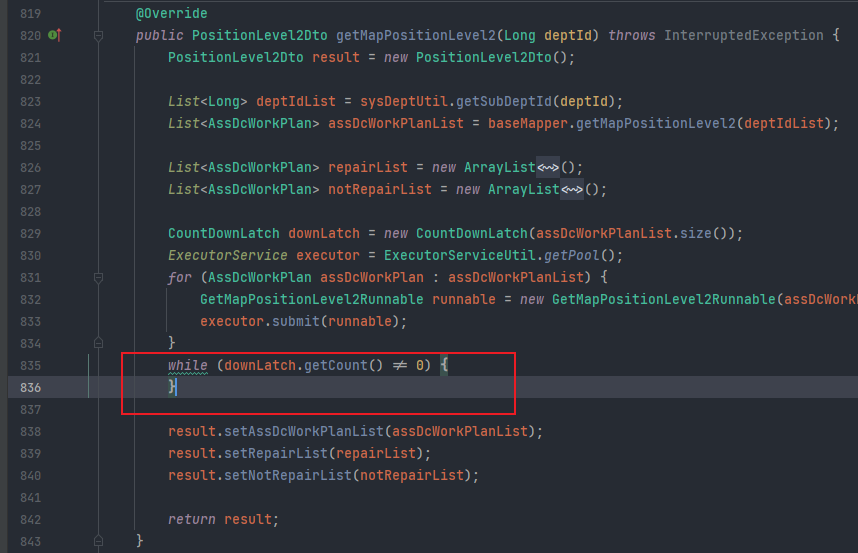 819 @Override
820 public PositionLevel2Dto getMapPositionLevel2(Long deptId) throws InterruptedException {
821 PositionLevel2Dto result = new PositionLevel2Dto();
822
823 List<Long> deptIdList = sysDeptUtil.getSubDeptId(deptId);
824 List<AssDcWorkPlan> assDcWorkPlanList = baseMapper.getMapPositionLevel2(deptIdList);
825
826 List<AssDcWorkPlan> repairList = new ArrayList<~>();
827 List<AssDcWorkPlan> notRepairList = new ArrayList<~>();
828
829 CountDownLatch downLatch = new CountDownLatch(assDcWorkPlanList.size());
830 ExecutorService executor = ExecutorServiceUtil.getPool();
831 for (AssDcWorkPlan assDcWorkPlan : assDcWorkPlanList) {
832 GetMapPositionLevel2Runnable runnable = new GetMapPositionLevel2Runnable(assDcWork
833 executor.submit(runnable);
834 }
835 while (downLatch.getCount() ≠ 0) {
836 }
837
838 result.setAssDcWorkPlanList(assDcWorkPlanList);
839 result.setRepairList(repairList);
840 result.setNotRepairList(notRepairList);
841
842 return result;
843 }